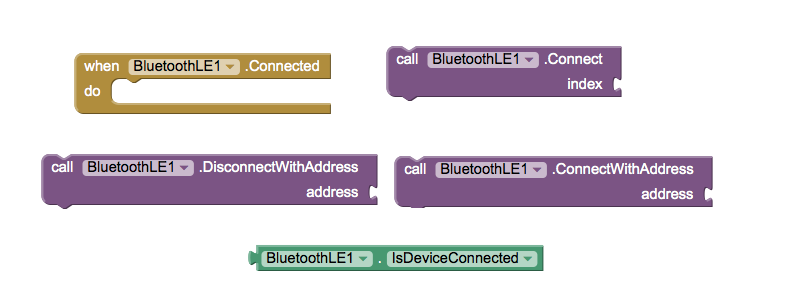 when BluetoothLE1 .Connected
do
call BluetoothLE1 .Connect
index
call BluetoothLE1 .DisconnectWithAddress
address
call BluetoothLE1 .ConnectWithAddress
address
BluetoothLE1 . IsDeviceConnected